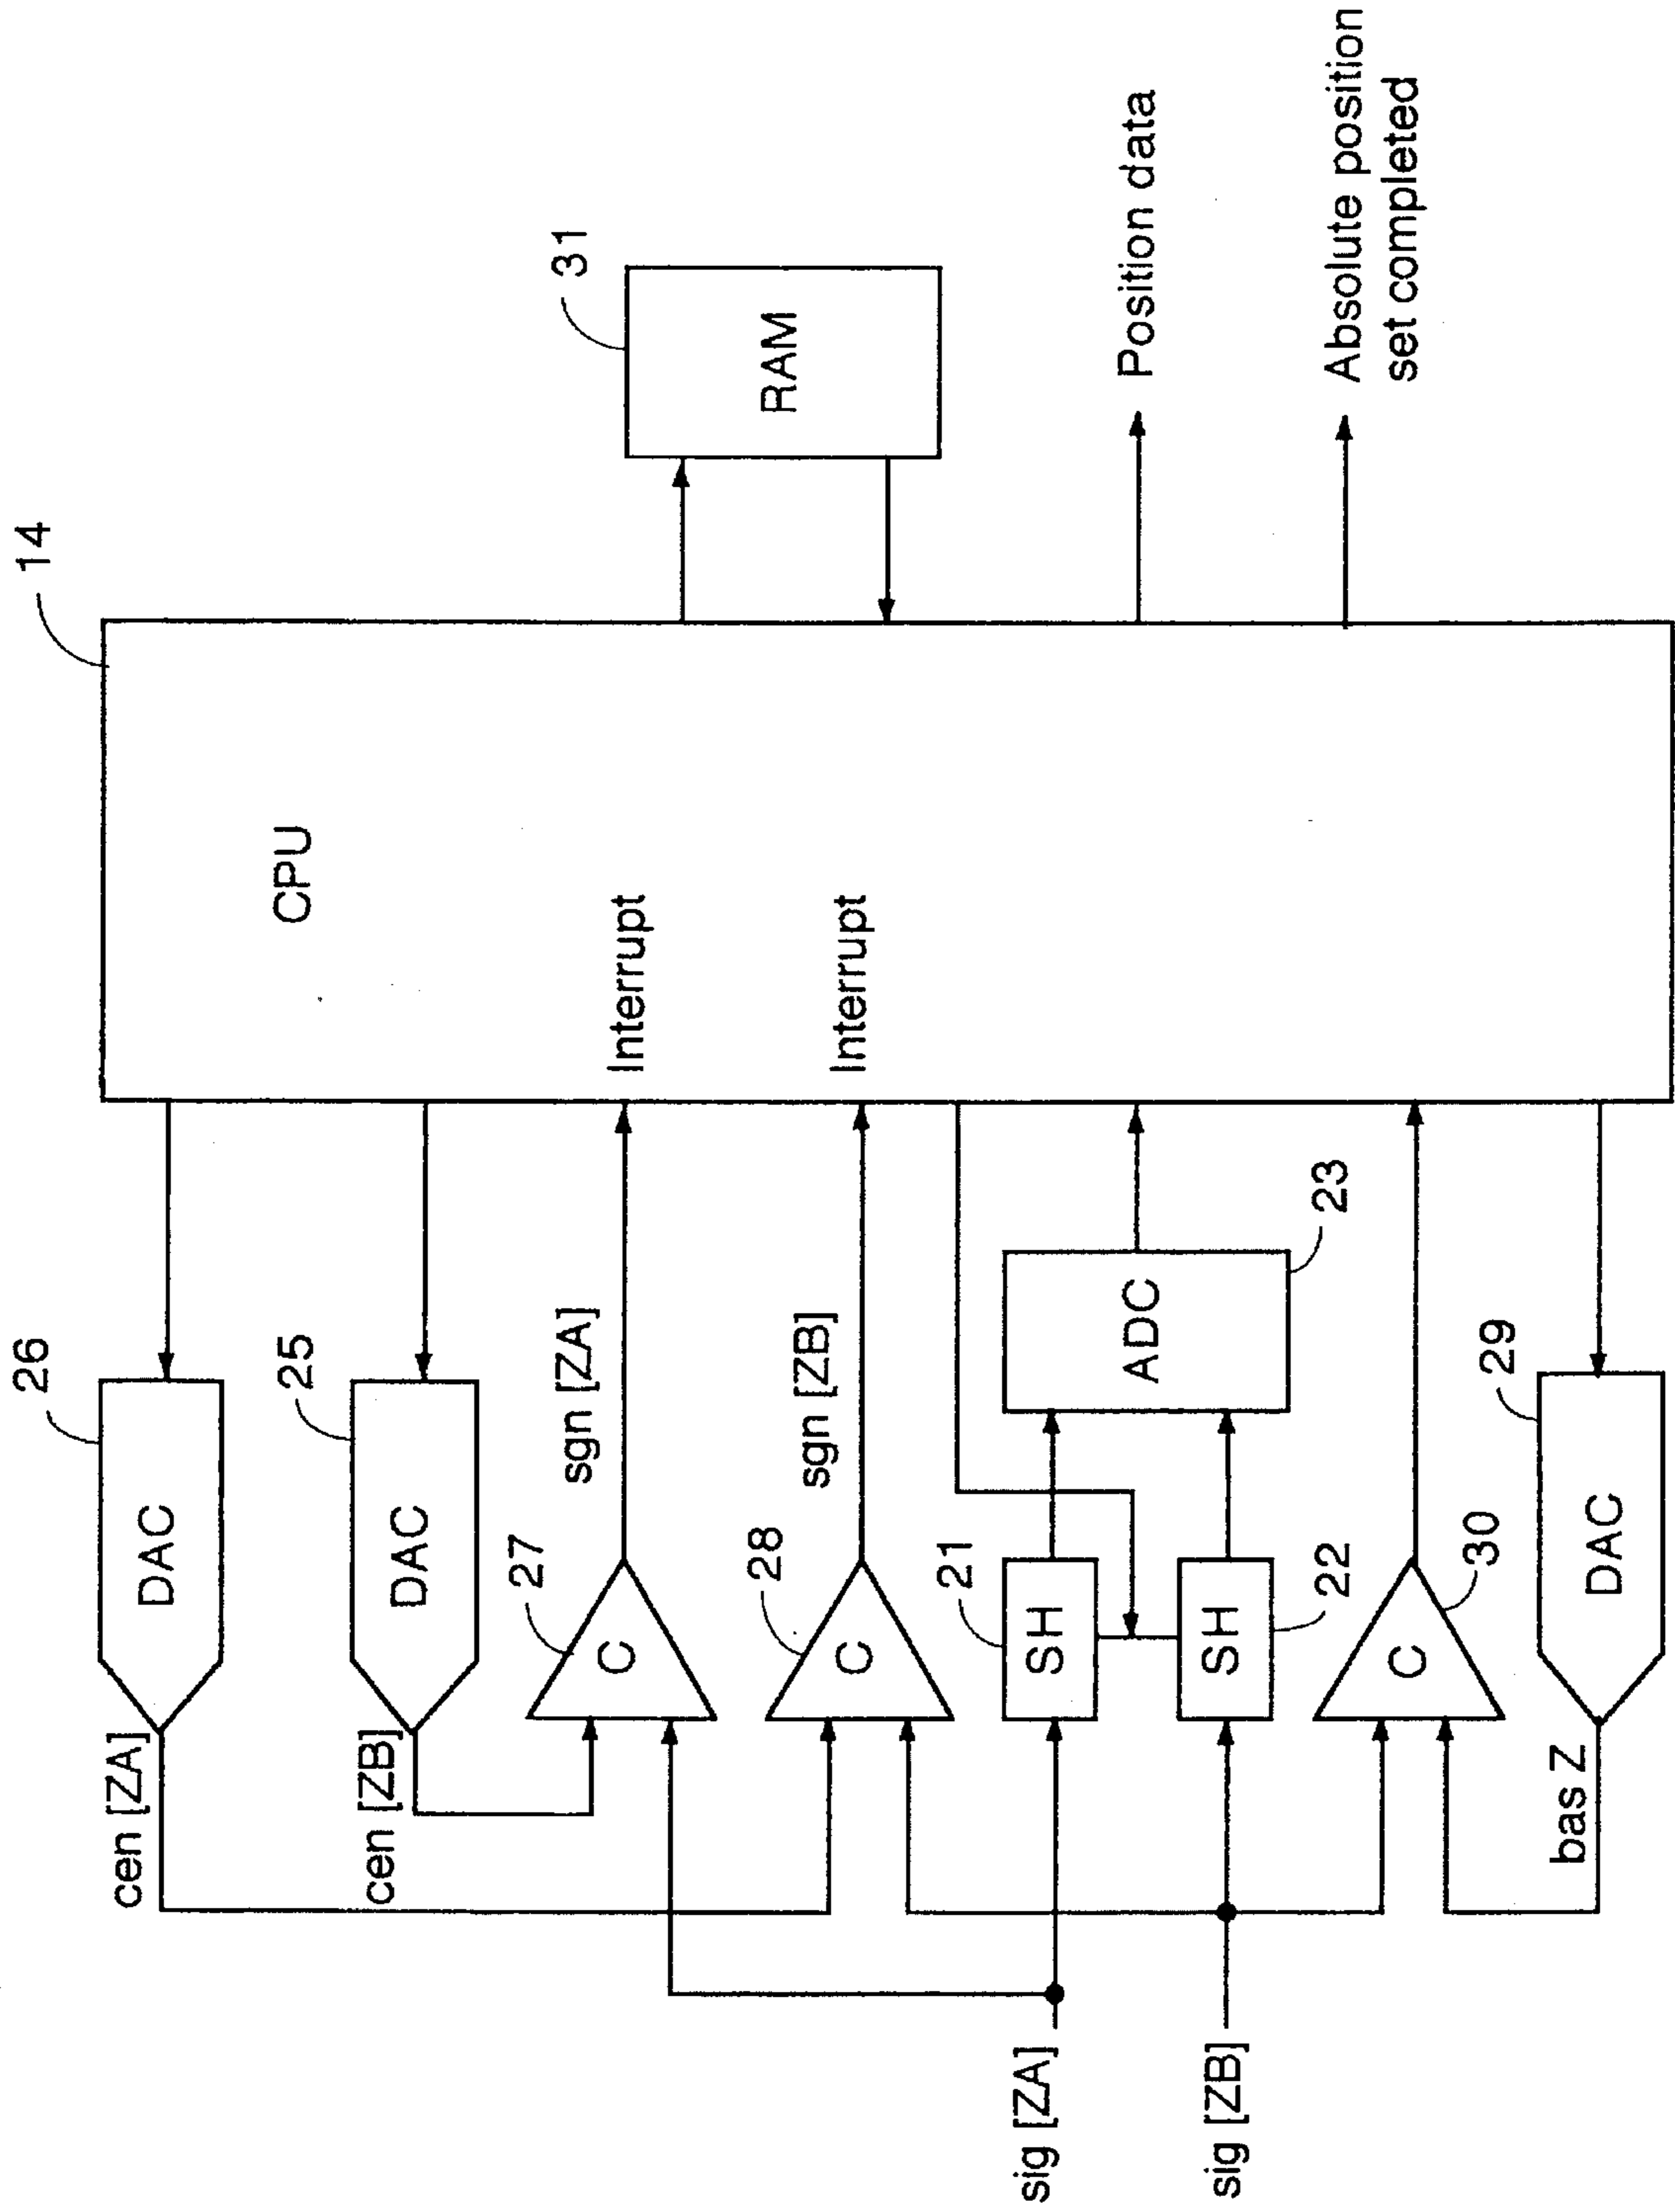 14
CPU
31
RAM
Position data
Absolute position
set completed
Interrupt
Interrupt
26
DAC
cen [ZA]
25
DAC
cen [ZB]
27
C
sgn [ZA]
28
C
sgn [ZB]
21
SH
22
SH
23
ADC
30
C
29
DAC
bas Z
sig [ZA]
sig [ZB]